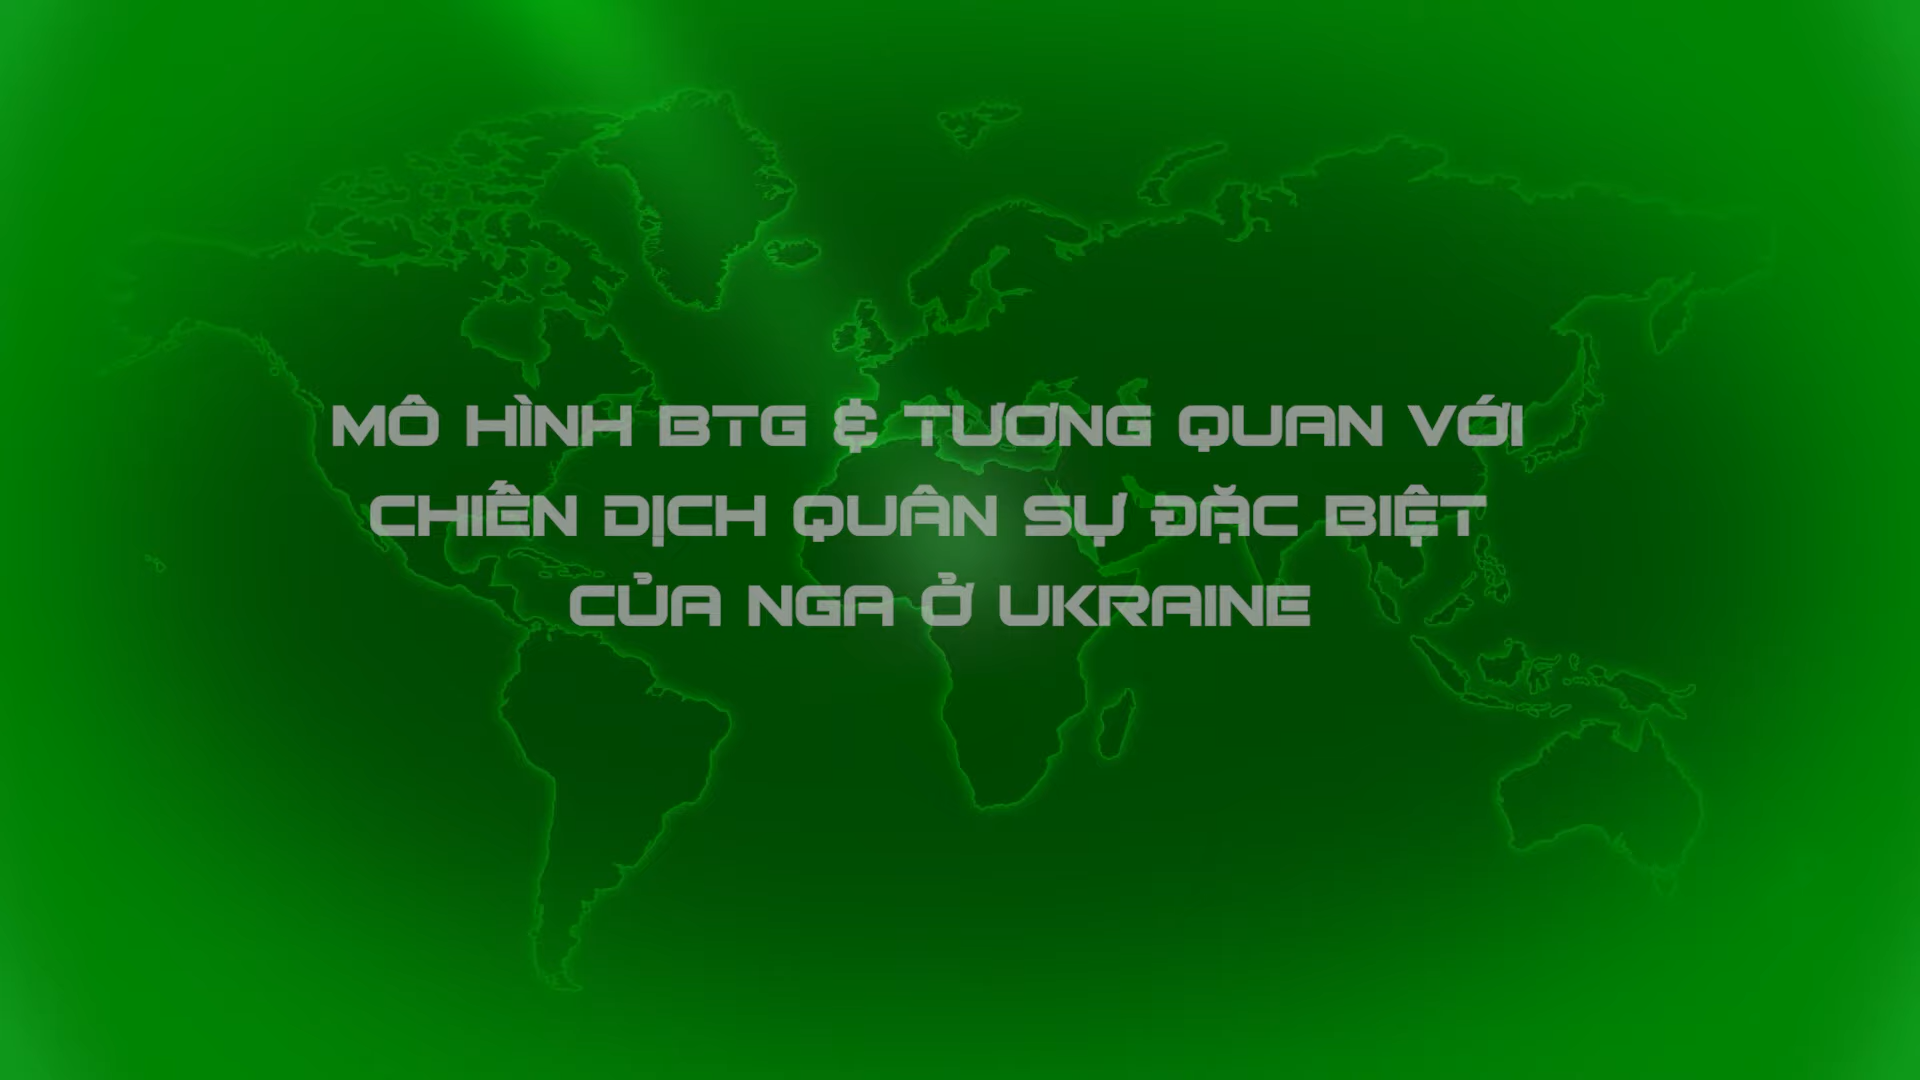 MÔ HÌNH BTG & TƯƠNG QUAN VỚI
CHIẾN DỊCH QUÂN SỰ ĐẶC BIỆT
CỦA NGA Ở UKRAINE